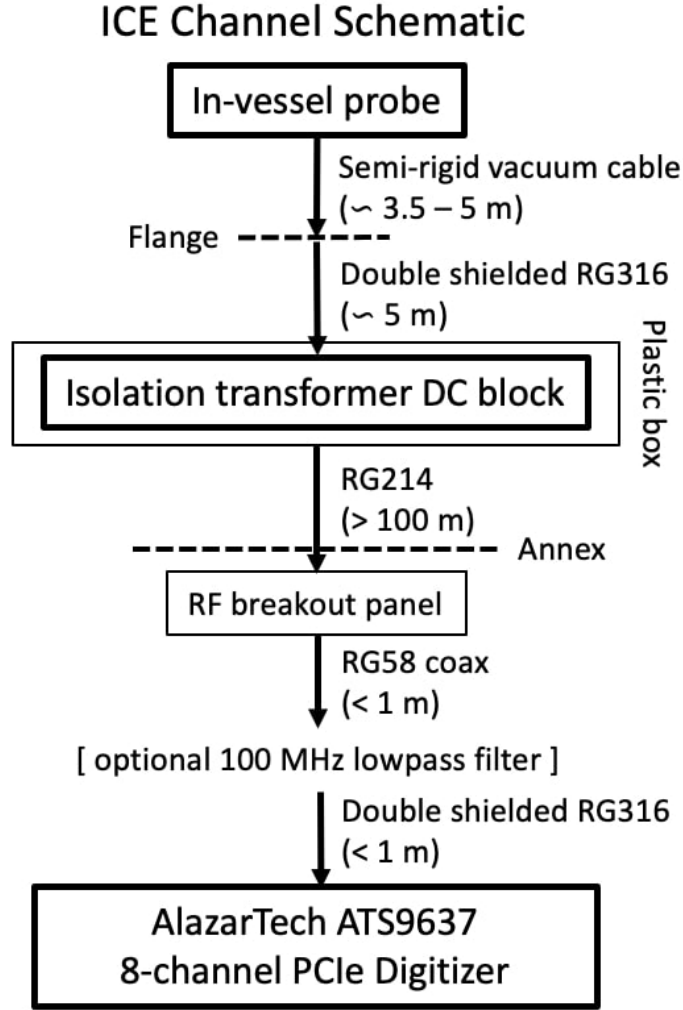 ICE Channel Schematic
In-vessel probe
Semi-rigid vacuum cable
(∽ 3.5 – 5 m)
Flange
Double shielded RG316
(∽ 5 m)
Plastic box
Isolation transformer DC block
RG214
(> 100 m)
Annex
RF breakout panel
RG58 coax
(< 1 m)
[ optional 100 MHz lowpass filter ]
Double shielded RG316
(< 1 m)
AlazarTech ATS9637
8-channel PCIe Digitizer